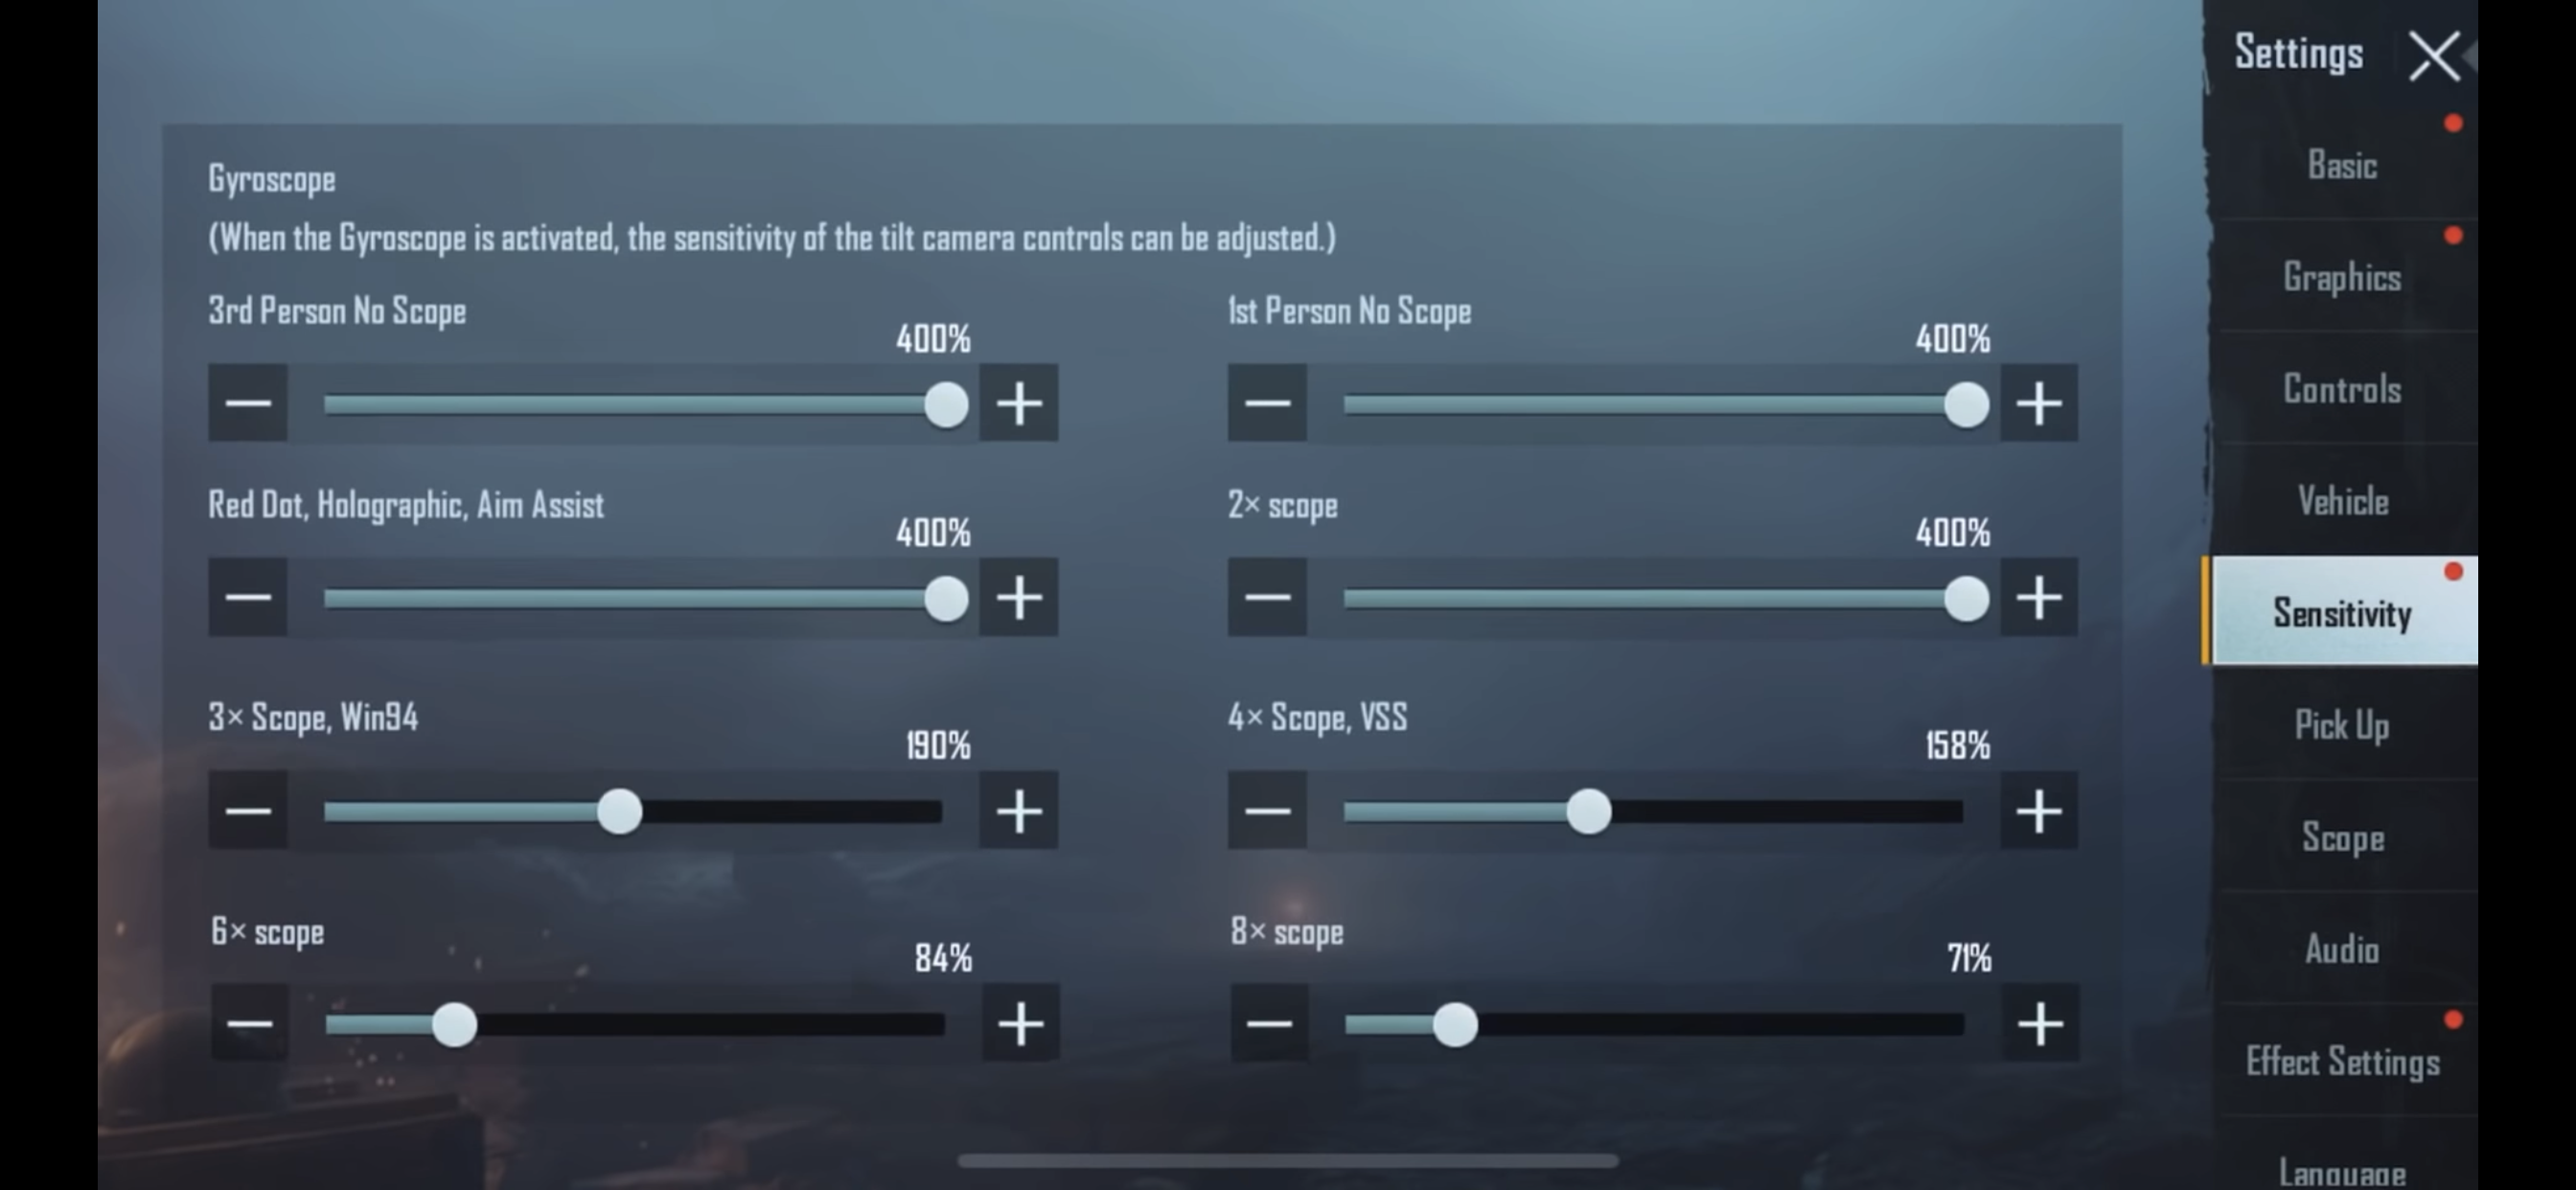 Settings
Gyroscope
(When the Gyroscope is activated, the sensitivity of the tilt camera controls can be adjusted.)
3rd Person No Scope
400%
1st Person No Scope
400%
Red Dot, Holographic, Aim Assist
400%
2× scope
400%
3× Scope, Win94
190%
4× Scope, VSS
158%
6× scope
84%
8× scope
71%
Basic
Graphics
Controls
Vehicle
Sensitivity
Pick Up
Scope
Audio
Effect Settings
Language